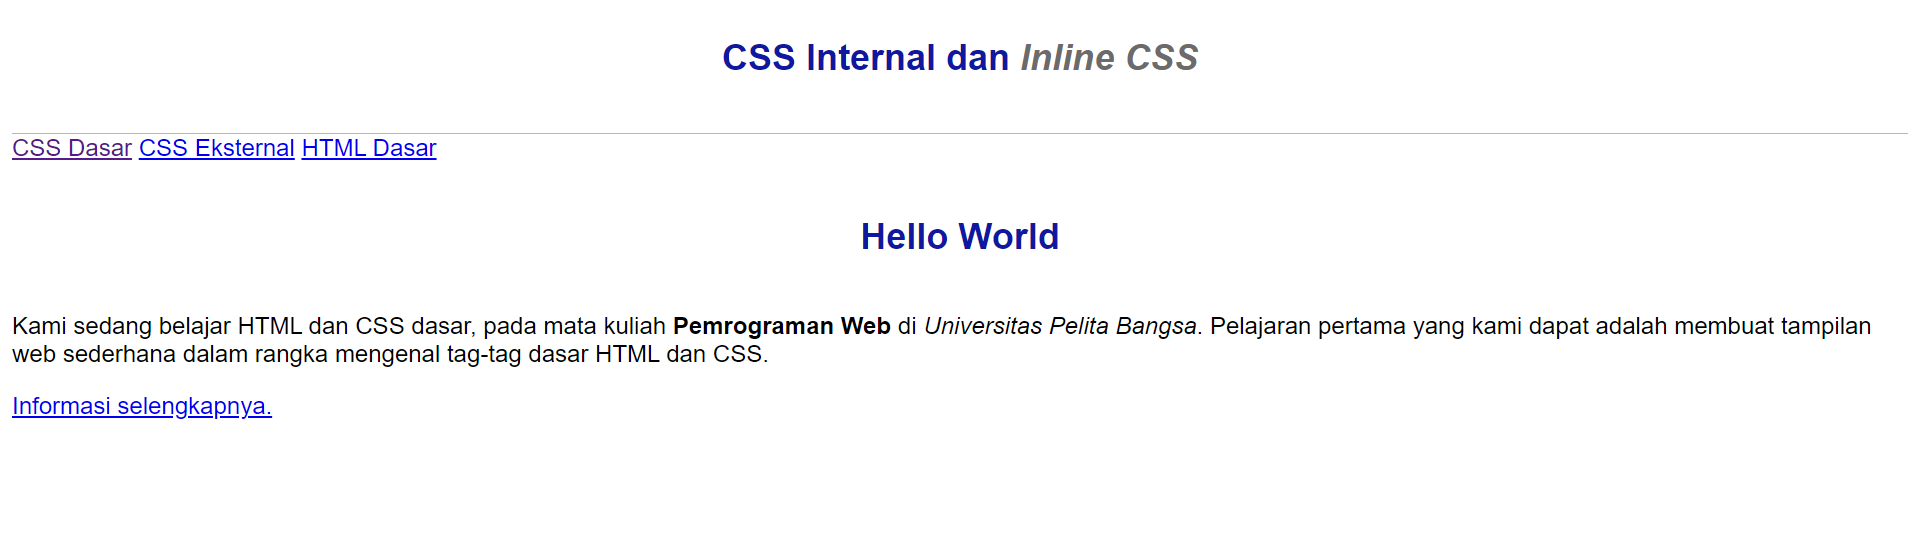 CSS Internal dan Inline CSS
CSS Dasar CSS Eksternal HTML Dasar
Hello World
Kami sedang belajar HTML dan CSS dasar, pada mata kuliah Pemrograman Web di Universitas Pelita Bangsa. Pelajaran pertama yang kami dapat adalah membuat tampilan
web sederhana dalam rangka mengenal tag-tag dasar HTML dan CSS.
Informasi selengkapnya.